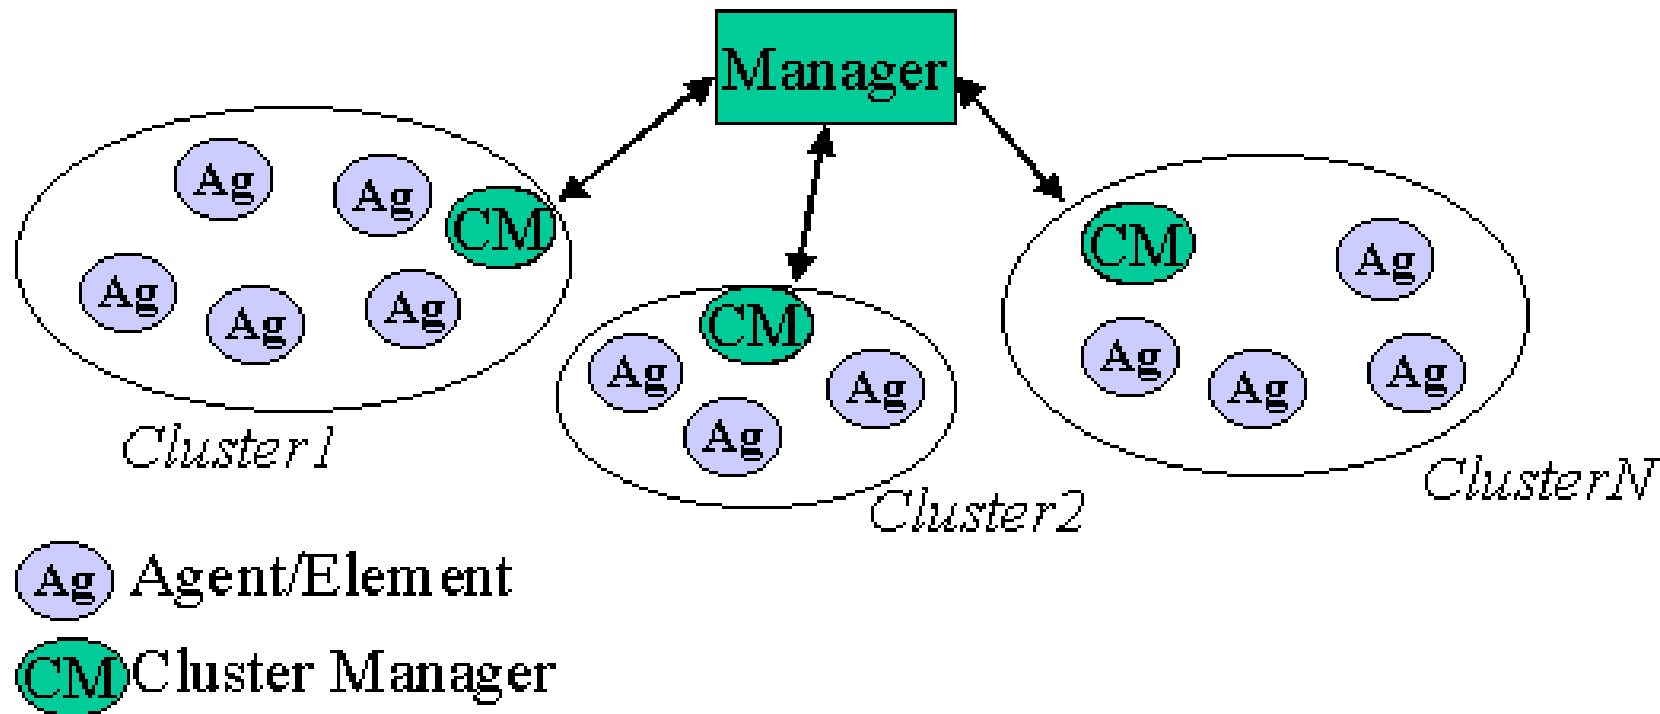 Manager
Ag
Ag
CM
Ag
Ag
Ag
Cluster1
CM
Ag
Ag
Ag
Cluster2
CM
Ag
Ag
Ag
Ag
ClusterN
Ag Agent/Element
CM Cluster Manager